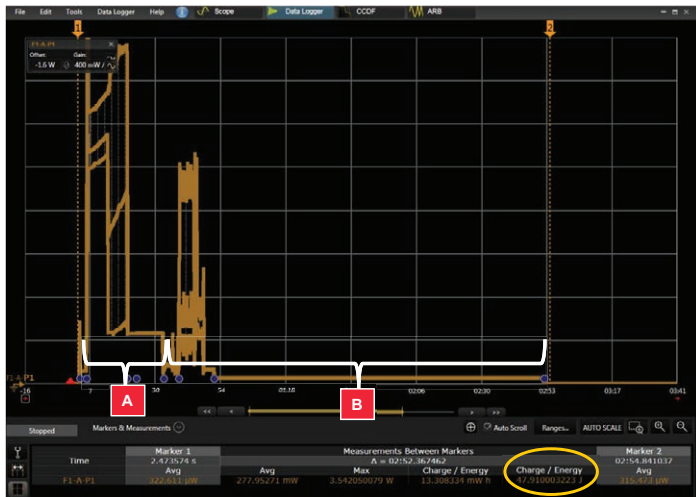 File Edit Tools Data Logger Help Scope Data Logger CCDF ARB
1 2
F1-A-P1
Offset: Gain:
-1.6 W 400 mW /
F1-A-P1
-16 7 30 54 01:18 02:06 02:30 02:53 03:17 03:41
A B
<< < > >>
Stopped Markers & Measurements Auto Scroll Ranges... AUTO SCALE
Marker 1 Measurements Between Markers Marker 2
Time 2.473574 s Δ = 02:52.367462 02:54.841037
Avg Avg Max Charge / Energy Charge / Energy Avg
F1-A-P1 322.611 µW 277.95271 mW 3.542050079 W 13.308334 mW h 47.910003223 J 315.473 µW